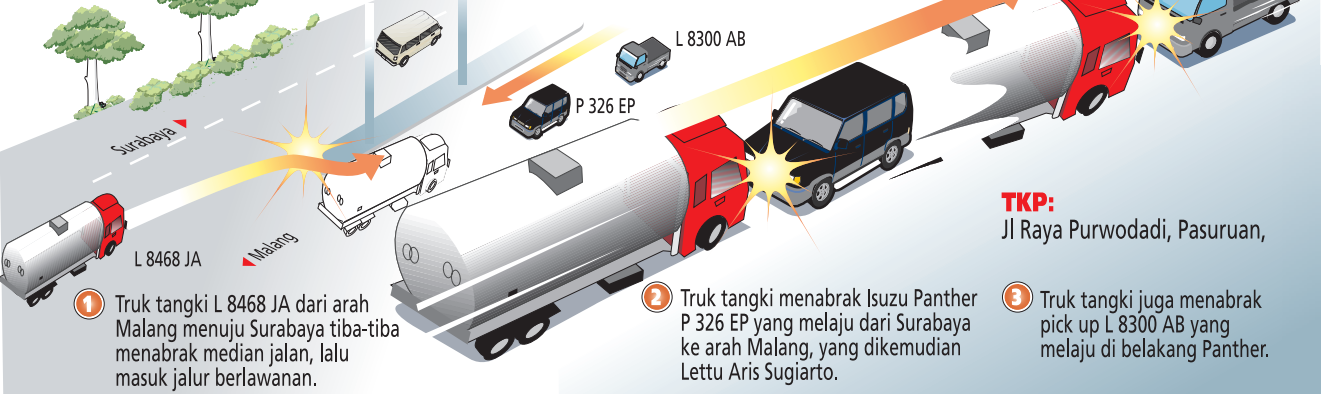 L 8300 AB
P 326 EP
Surabaya
Malang
L 8468 JA
1 Truk tangki L 8468 JA dari arah
Malang menuju Surabaya tiba-tiba
menabrak median jalan, lalu
masuk jalur berlawanan.
2 Truk tangki menabrak Isuzu Panther
P 326 EP yang melaju dari Surabaya
ke arah Malang, yang dikemudian
Lettu Aris Sugiarto.
TKP:
Jl Raya Purwodadi, Pasuruan,
3 Truk tangki juga menabrak
pick up L 8300 AB yang
melaju di belakang Panther.